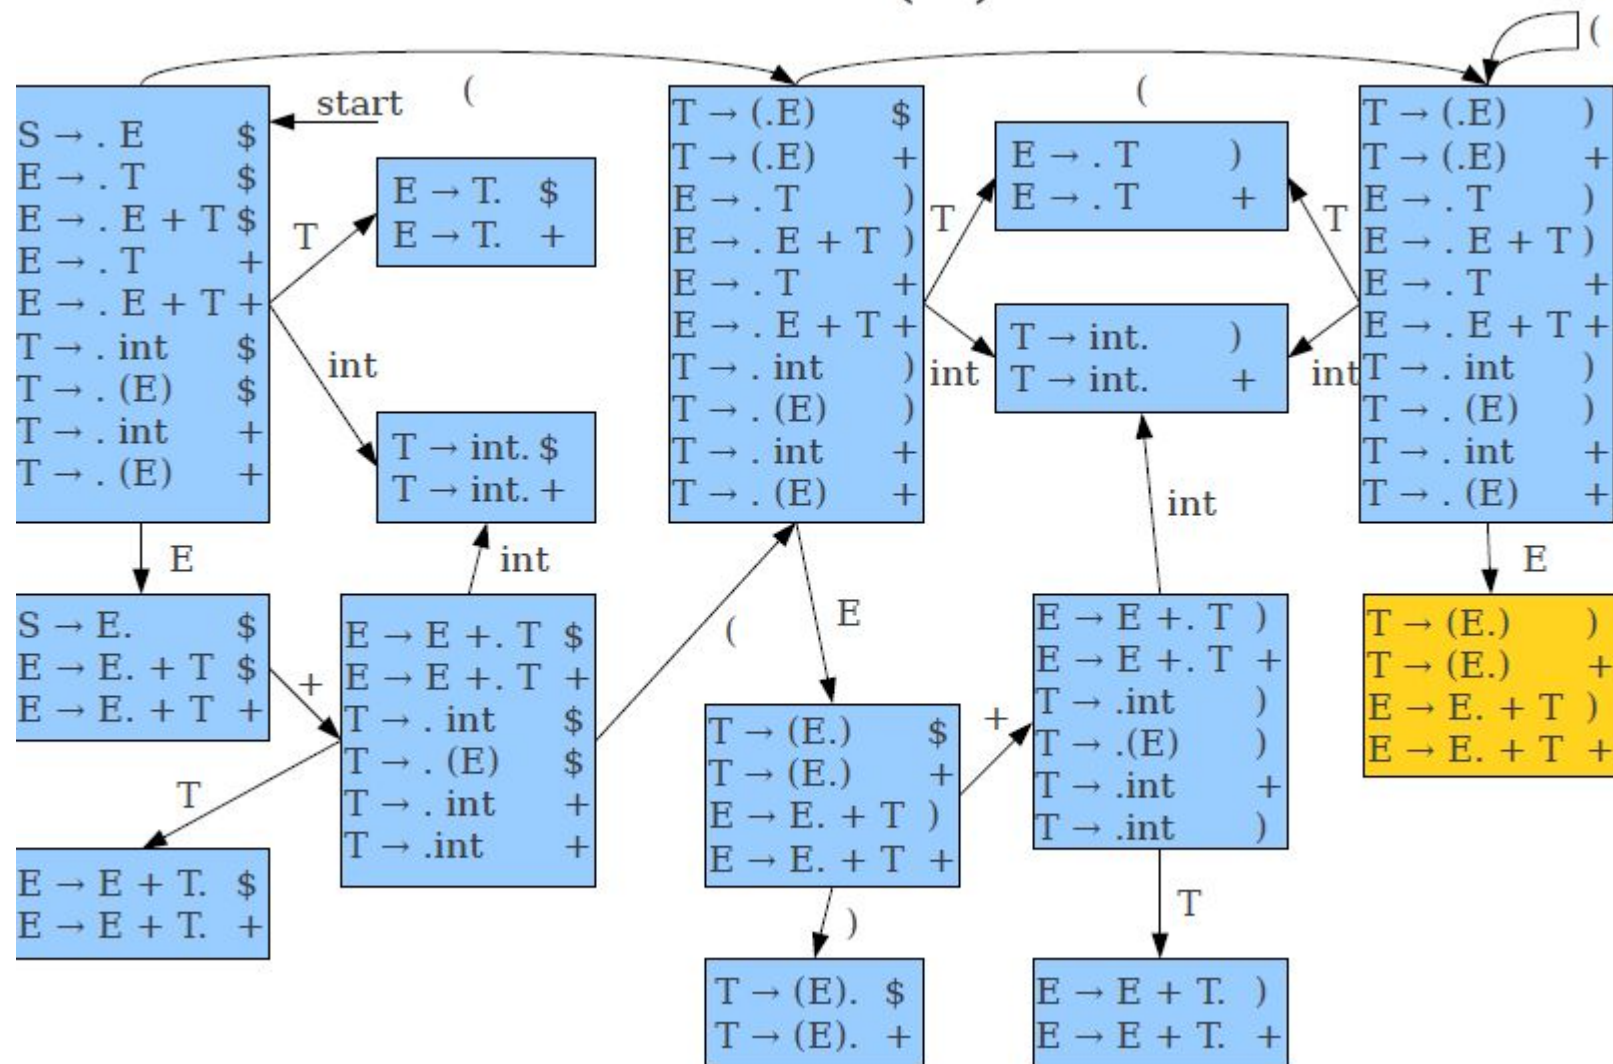 (
(
start
(
S → . E $
E → . T $
E → . E + T $
E → . T +
E → . E + T +
T → . int $
T → . (E) $
T → . int +
T → . (E) +
T
E → T. $
E → T. +
int
T → int. $
T → int. +
T → (.E) $
T → (.E) +
E → . T )
E → . E + T )
E → . T +
E → . E + T +
T → . int )
T → . (E) )
T → . int +
T → . (E) +
T
E → . T )
E → . T +
T
int
T → int. )
T → int. +
int
T → (.E) )
T → (.E) +
E → . T )
E → . E + T )
E → . T +
E → . E + T +
T → . int )
T → . (E) )
T → . int +
T → . (E) +
E
int
int
E
S → E. $
E → E. + T $
E → E. + T +
+
E → E +. T $
E → E +. T +
T → . int $
T → . (E) $
T → . int +
T → .int +
(
E
E → E +. T )
E → E +. T +
T → .int )
T → .(E) )
T → .int +
T → .int )
T → (E.) )
T → (E.) +
E → E. + T )
E → E. + T +
T
T → (E.) $
T → (E.) +
E → E. + T )
E → E. + T +
+
E → E + T. $
E → E + T. +
)
T
T → (E). $
T → (E). +
E → E + T. )
E → E + T. +